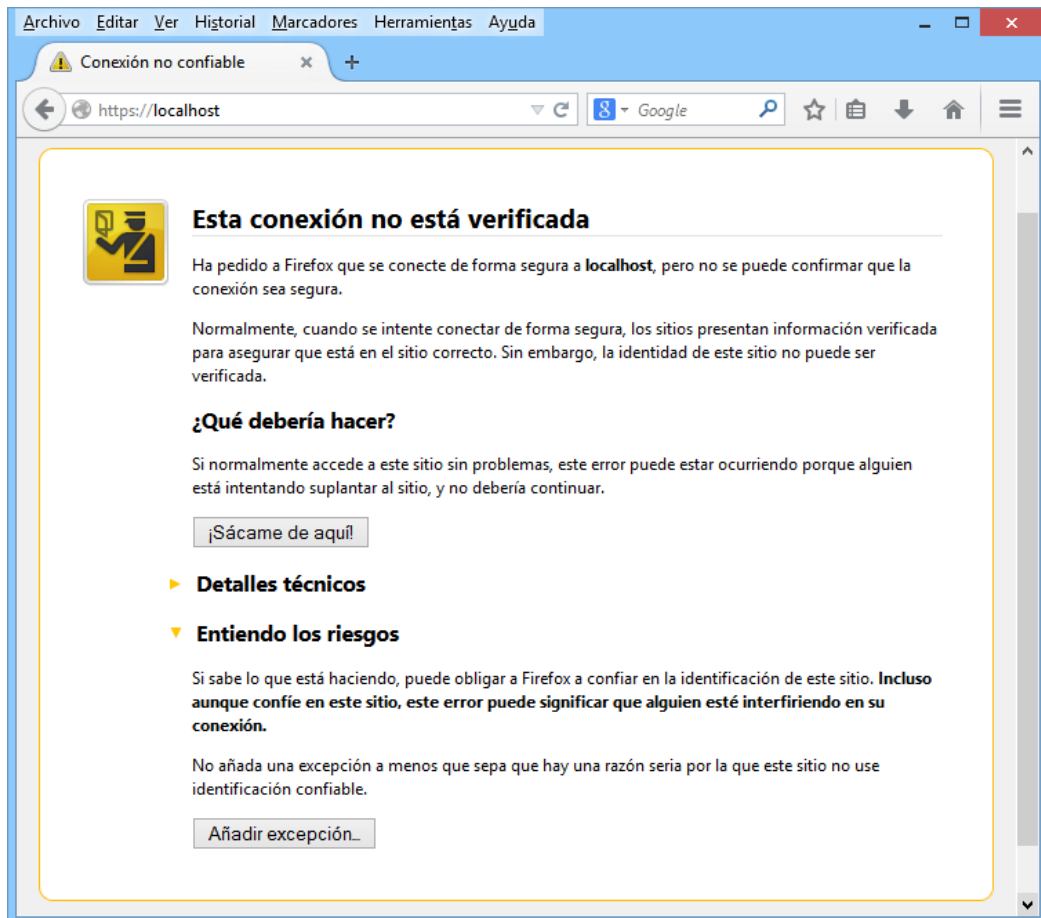 Archivo Editar Ver Historial Marcadores Herramientas Ayuda
Conexión no confiable
https://localhost
8 Google
Esta conexión no está verificada
Ha pedido a Firefox que se conecte de forma segura a localhost, pero no se puede confirmar que la
conexión sea segura.
Normalmente, cuando se intente conectar de forma segura, los sitios presentan información verificada
para asegurar que está en el sitio correcto. Sin embargo, la identidad de este sitio no puede ser
verificada.
¿Qué debería hacer?
Si normalmente accede a este sitio sin problemas, este error puede estar ocurriendo porque alguien
está intentando suplantar al sitio, y no debería continuar.
¡Sácame de aquí!
Detalles técnicos
Entiendo los riesgos
Si sabe lo que está haciendo, puede obligar a Firefox a confiar en la identificación de este sitio. Incluso
aunque confíe en este sitio, este error puede significar que alguien esté interfiriendo en su
conexión.
No añada una excepción a menos que sepa que hay una razón seria por la que este sitio no use
identificación confiable.
Añadir excepción...